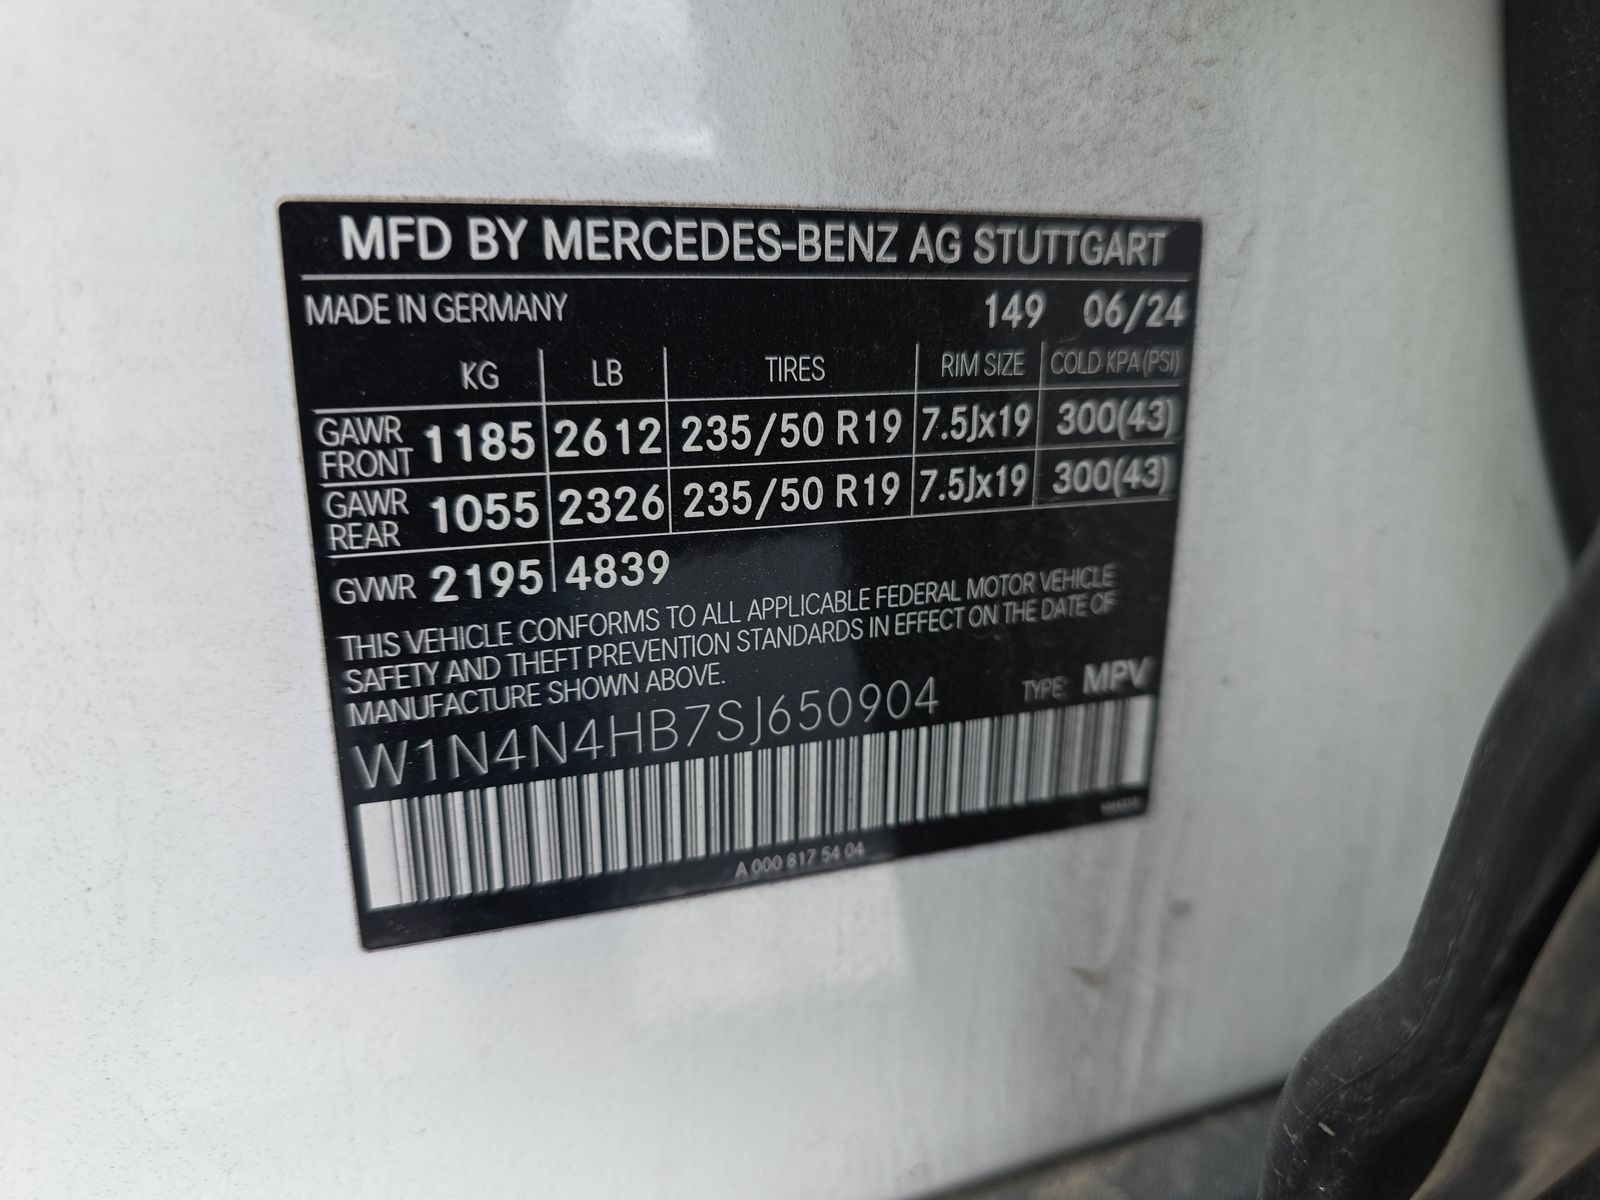 MFD BY MERCEDES-BENZ AG STUTTGART
MADE IN GERMANY 149 06/24
KG LB TIRES RIM SIZE COLD KPA (PSI)
GAWR FRONT 1185 2612 235/50 R19 7.5Jx19 300(43)
GAWR REAR 1055 2326 235/50 R19 7.5Jx19 300(43)
GVWR 2195 4839
THIS VEHICLE CONFORMS TO ALL APPLICABLE FEDERAL MOTOR VEHICLE
SAFETY AND THEFT PREVENTION STANDARDS IN EFFECT ON THE DATE OF
MANUFACTURE SHOWN ABOVE.
TYPE: MPV
W1N4N4HB7SJ650904
A 000 817 54 04